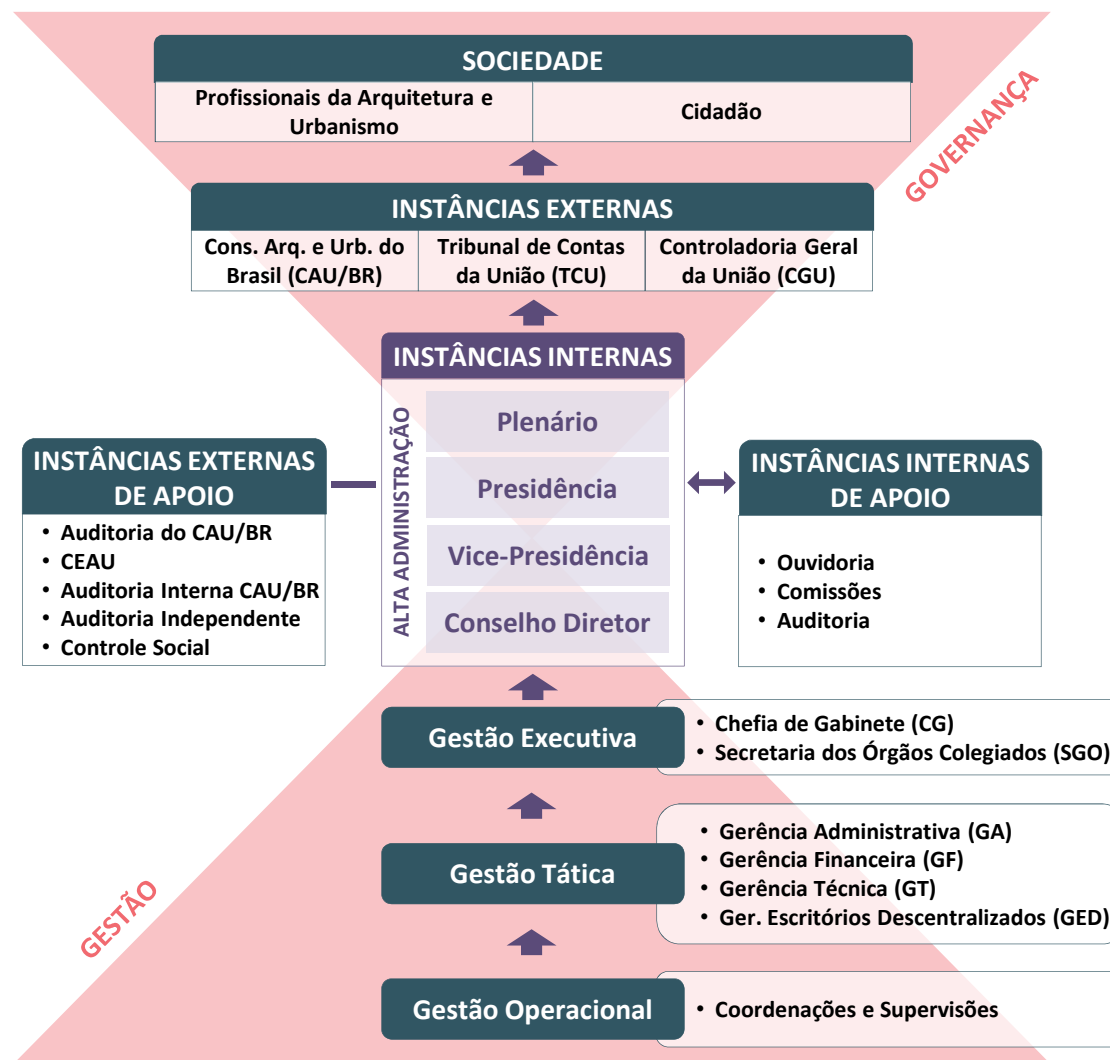 SOCIEDADE
Profissionais da Arquitetura e
Urbanismo
Cidadão
GOVERNANÇA
INSTÂNCIAS EXTERNAS
Cons. Arq. e Urb. do
Brasil (CAU/BR)
Tribunal de Contas
da União (TCU)
Controladoria Geral
da União (CGU)
INSTÂNCIAS INTERNAS
ALTA ADMINISTRAÇÃO
Plenário
Presidência
Vice-Presidência
Conselho Diretor
INSTÂNCIAS EXTERNAS
DE APOIO
• Auditoria do CAU/BR
• CEAU
• Auditoria Interna CAU/BR
• Auditoria Independente
• Controle Social
INSTÂNCIAS INTERNAS
DE APOIO
• Ouvidoria
• Comissões
• Auditoria
Gestão Executiva
• Chefia de Gabinete (CG)
• Secretaria dos Órgãos Colegiados (SGO)
Gestão Tática
• Gerência Administrativa (GA)
• Gerência Financeira (GF)
• Gerência Técnica (GT)
• Ger. Escritórios Descentralizados (GED)
GESTÃO
Gestão Operacional
• Coordenações e Supervisões